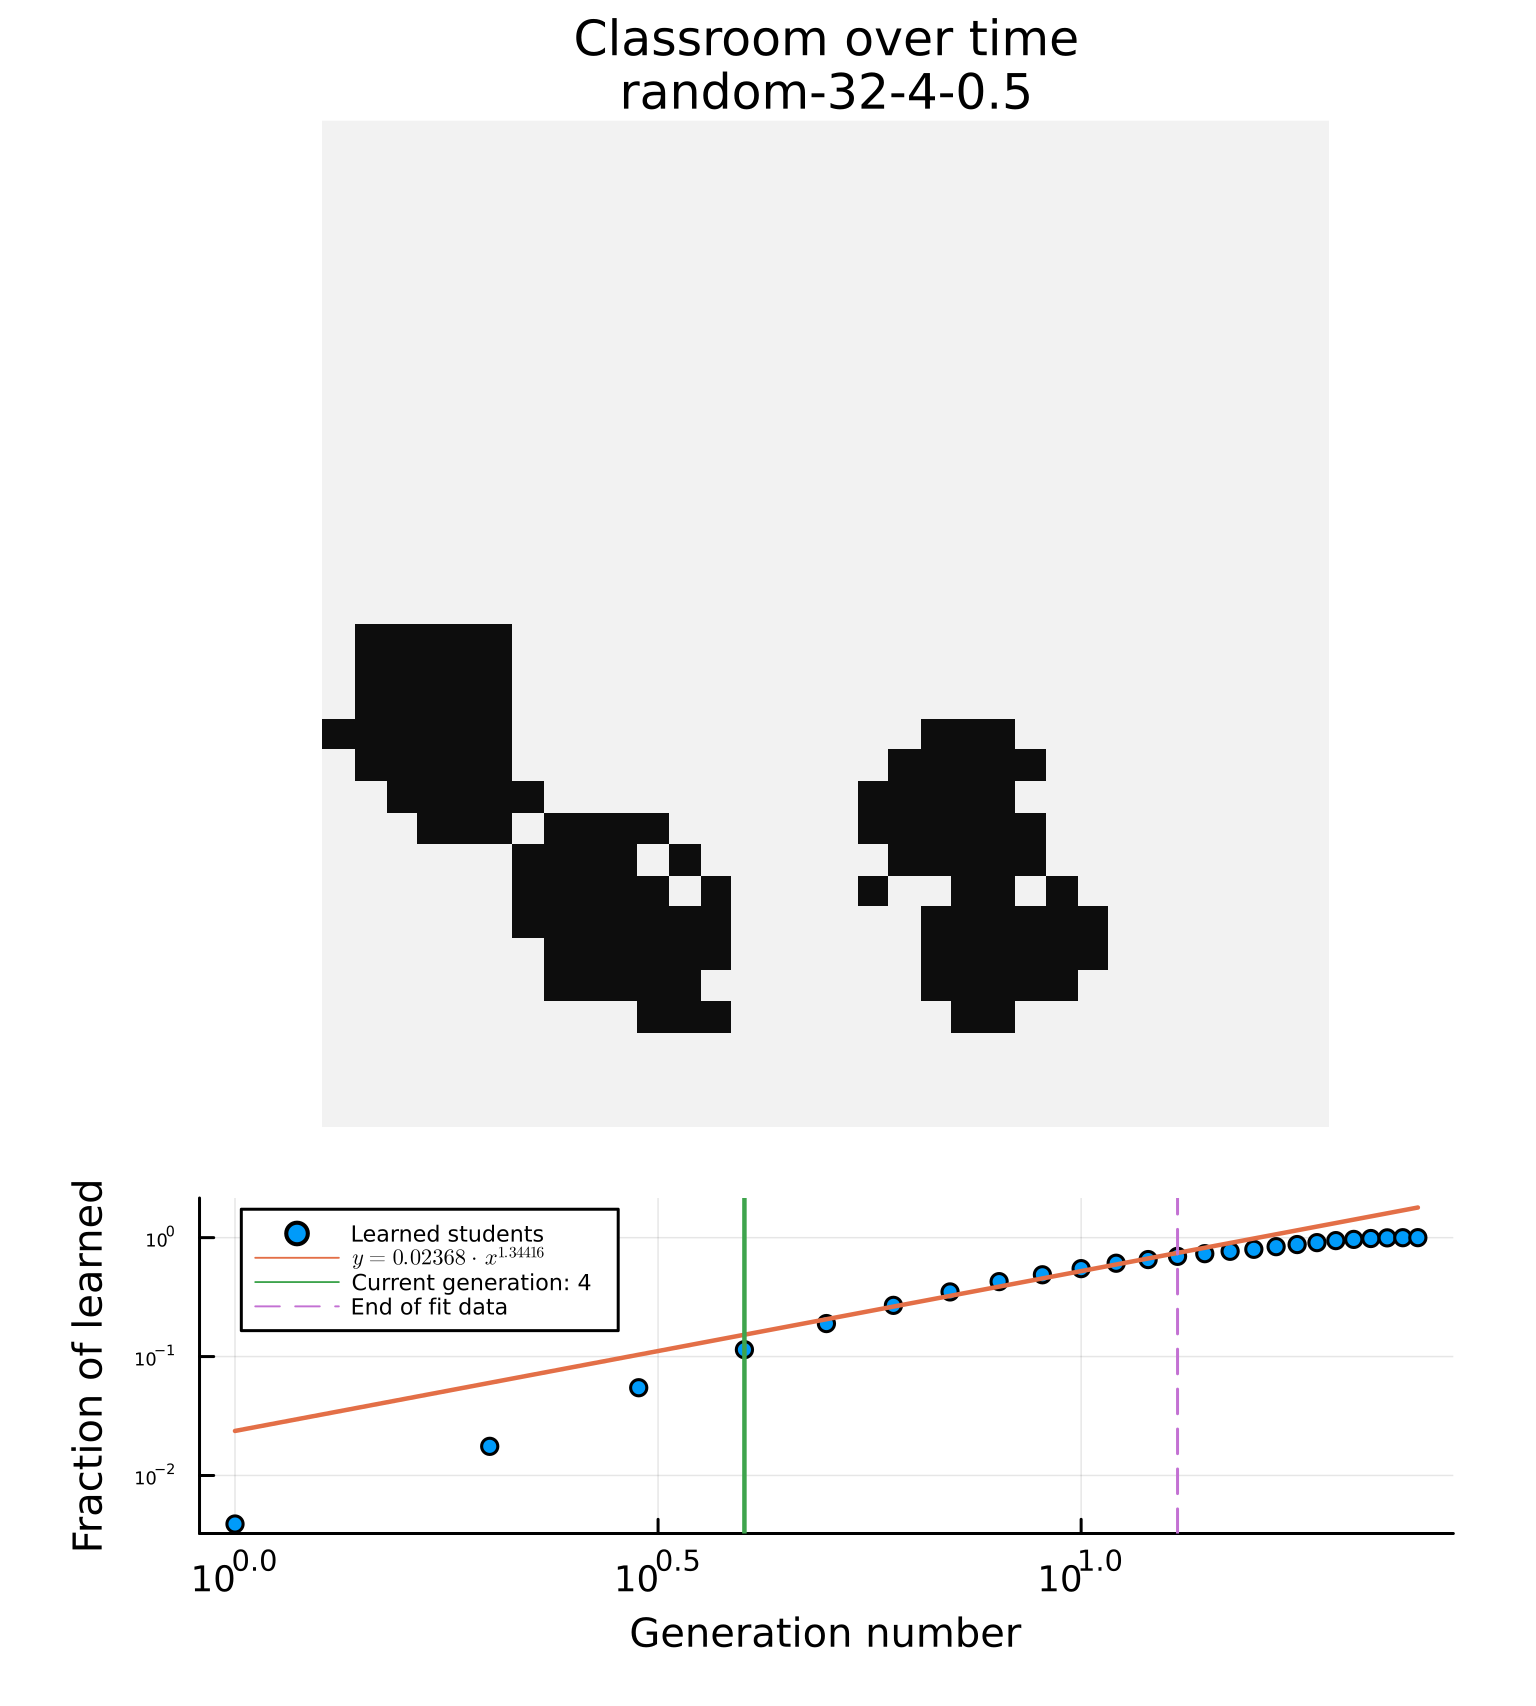 Classroom over time
random-32-4-0.5
Fraction of learned
10^0
10^−1
10^−2
Learned students
y = 0.02368 · x^1.34416
Current generation: 4
End of fit data
10^0.0
10^0.5
10^1.0
Generation number